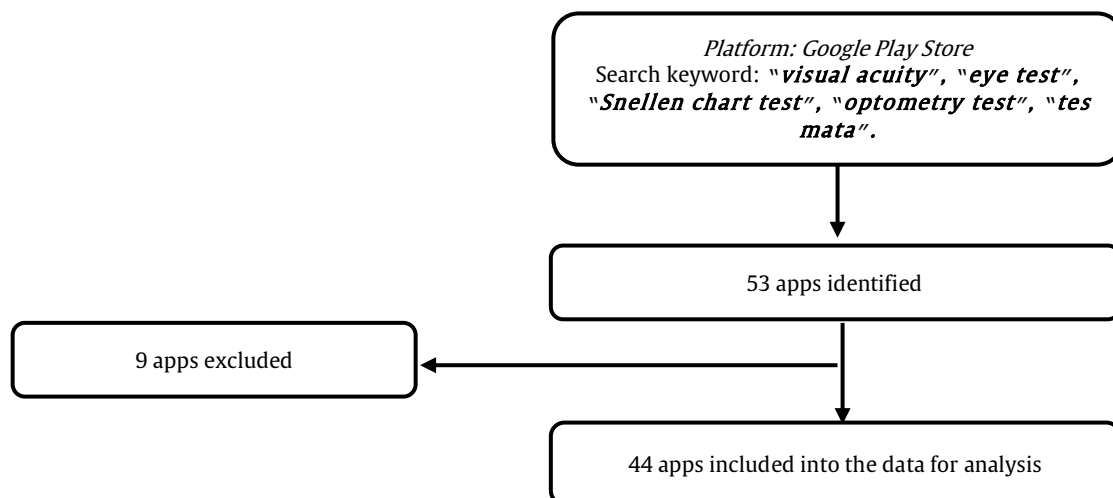 Platform: Google Play Store
Search keyword: “visual acuity”, “eye test”,
“Snellen chart test”, “optometry test”, “tes
mata”.
53 apps identified
9 apps excluded
44 apps included into the data for analysis